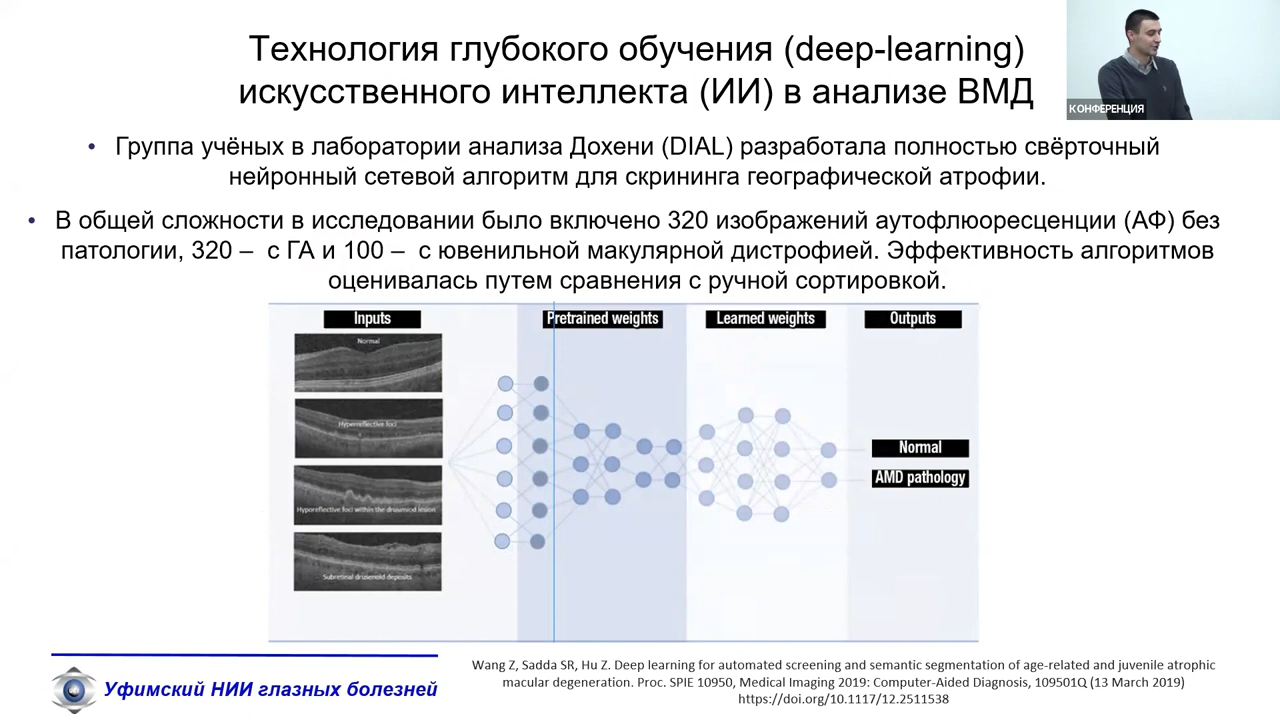 Технология глубокого обучения (deep-learning)
искусственного интеллекта (ИИ) в анализе ВМД
КОНФЕРЕНЦИЯ
• Группа учёных в лаборатории анализа Дохени (DIAL) разработала полностью свёрточный
нейронный сетевой алгоритм для скрининга географической атрофии.
• В общей сложности в исследовании было включено 320 изображений аутофлюоресценции (АФ) без
патологии, 320 – с ГА и 100 – с ювенильной макулярной дистрофией. Эффективность алгоритмов
оценивалась путем сравнения с ручной сортировкой.
Inputs
Pretrained weights
Learned weights
Outputs
Normal
Hyperreflective foci
Hyporeflective foci within the drusenoid lesion
Subretinal drusenoid deposits
Normal
AMD pathology
Уфимский НИИ глазных болезней
Wang Z, Sadda SR, Hu Z. Deep learning for automated screening and semantic segmentation of age-related and juvenile atrophic
macular degeneration. Proc. SPIE 10950, Medical Imaging 2019: Computer-Aided Diagnosis, 109501Q (13 March 2019)
https://doi.org/10.1117/12.2511538